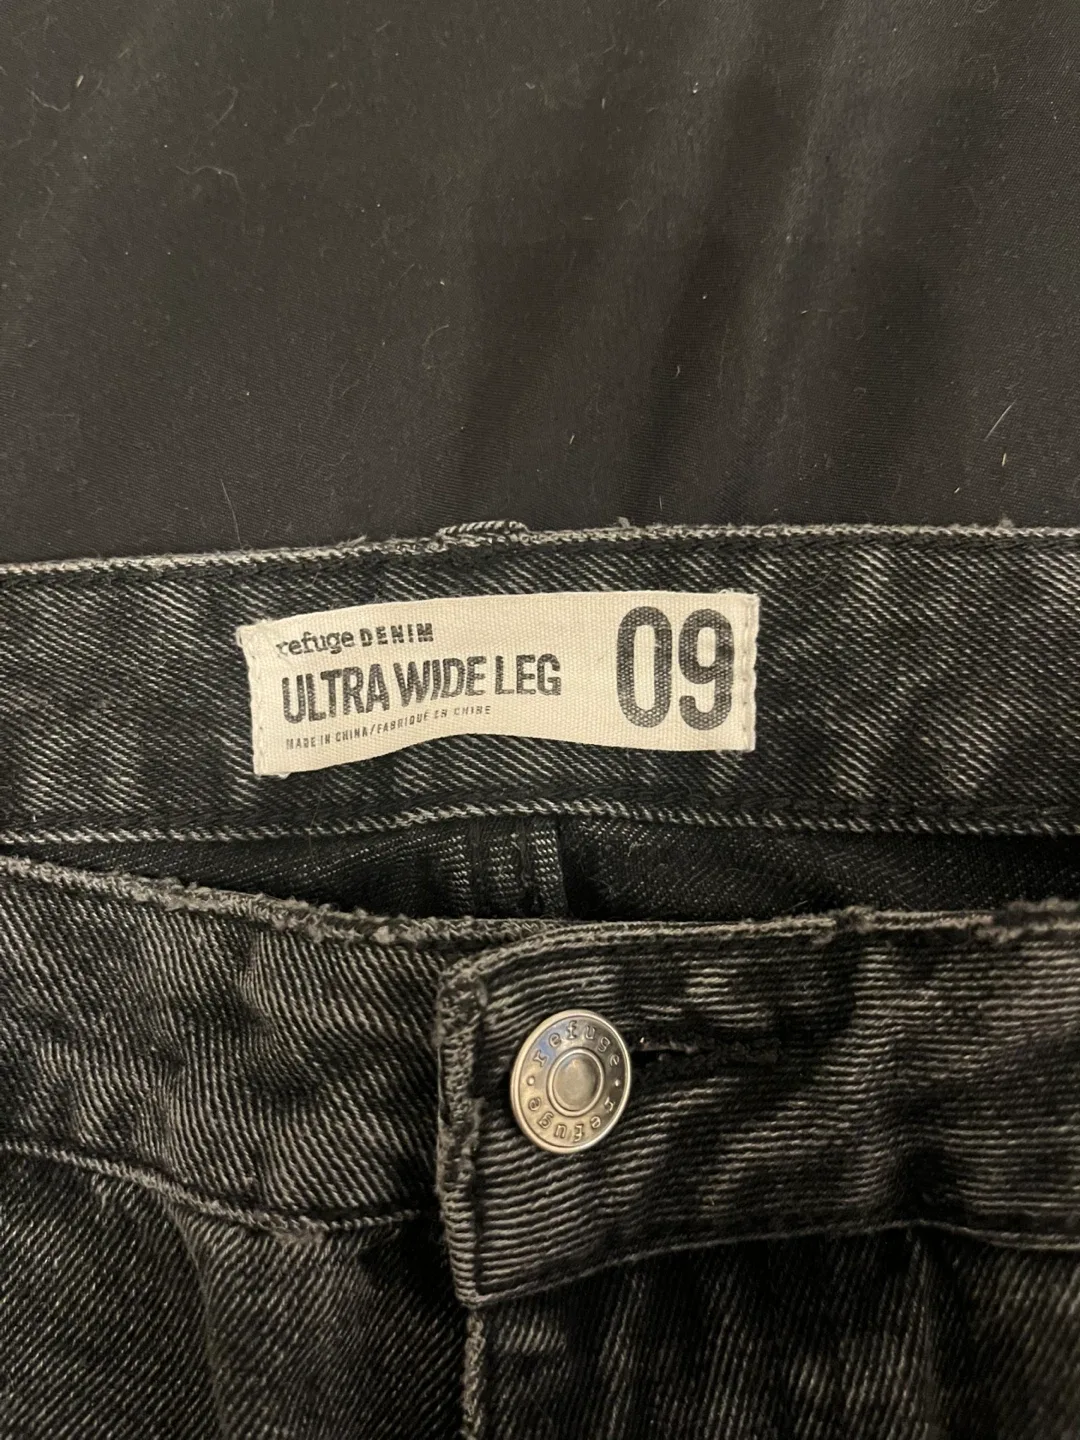 refuge DENIM
ULTRA WIDE LEG
MADE IN CHINA/FABRIQUÉ EN CHINE
09
refuge · refuge ·